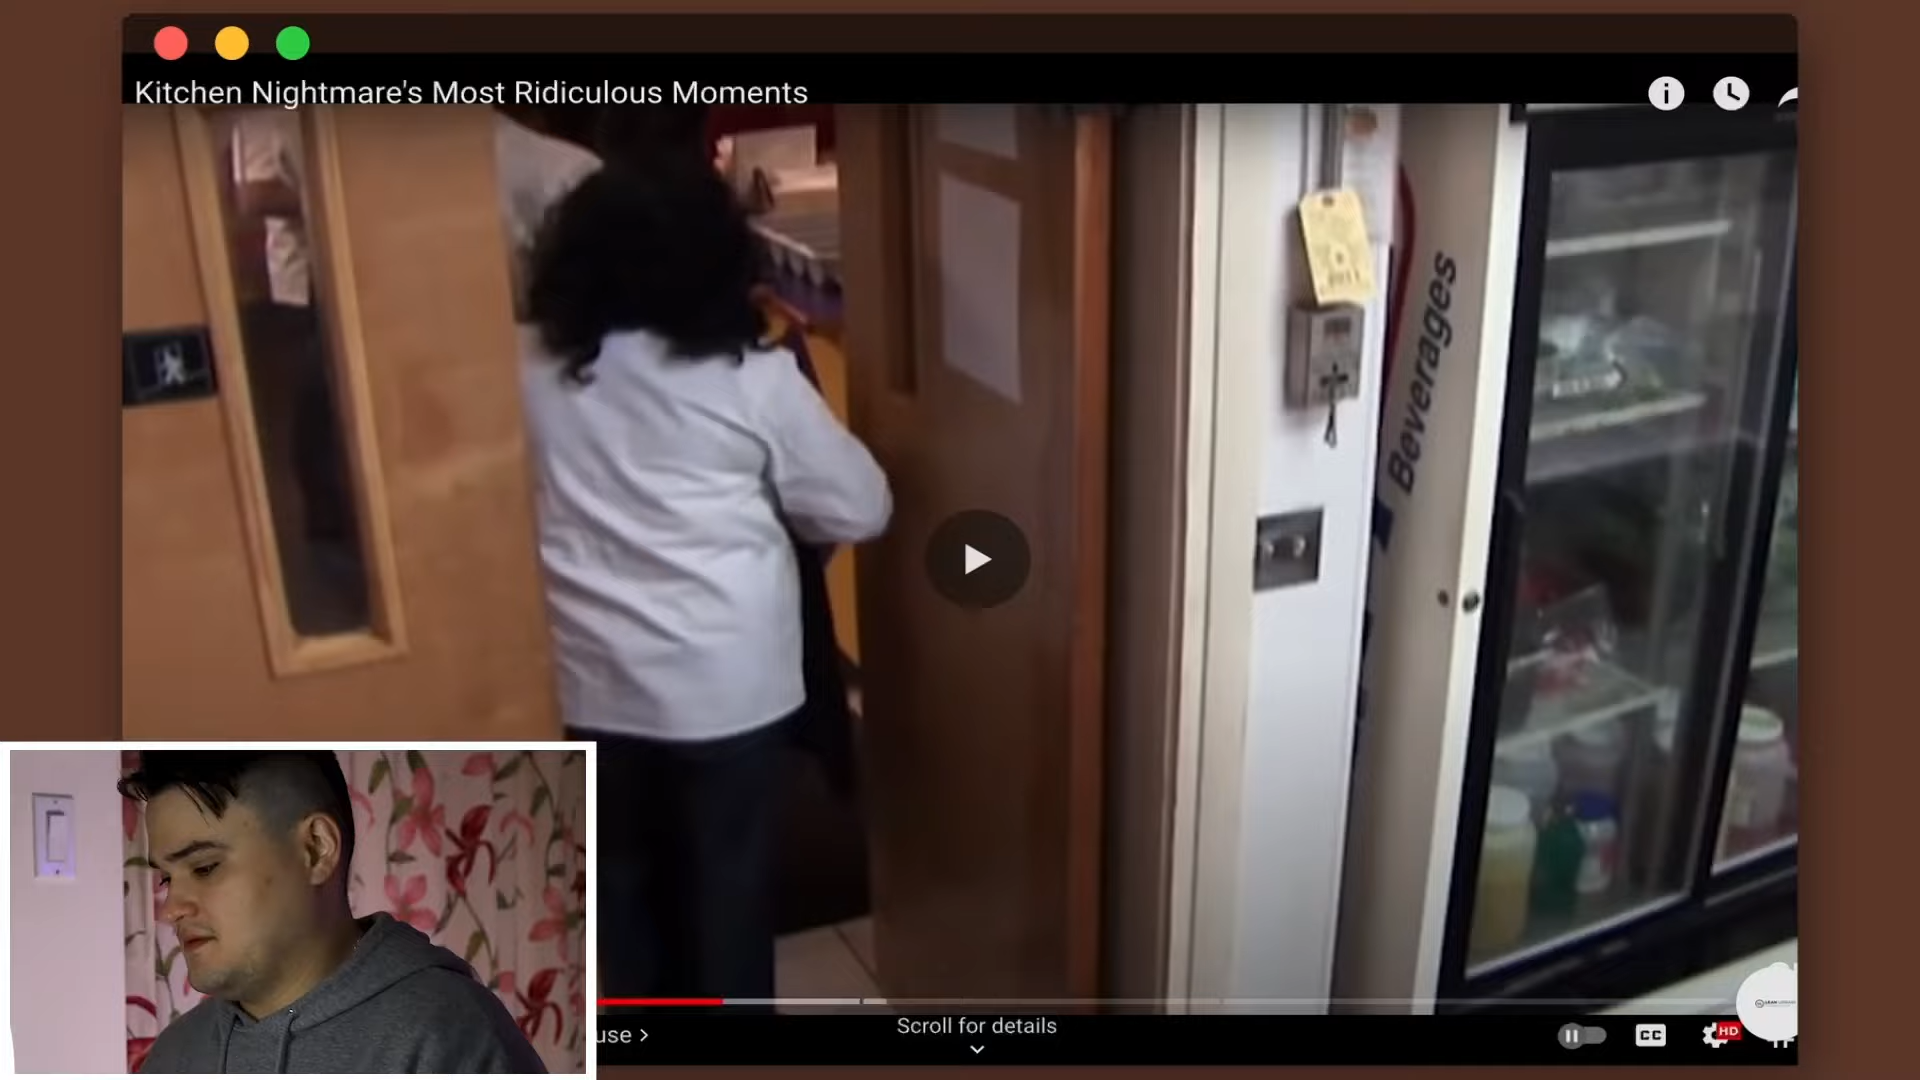 Kitchen Nightmare's Most Ridiculous Moments
Beverages
Scroll for details
use >
CC
HD